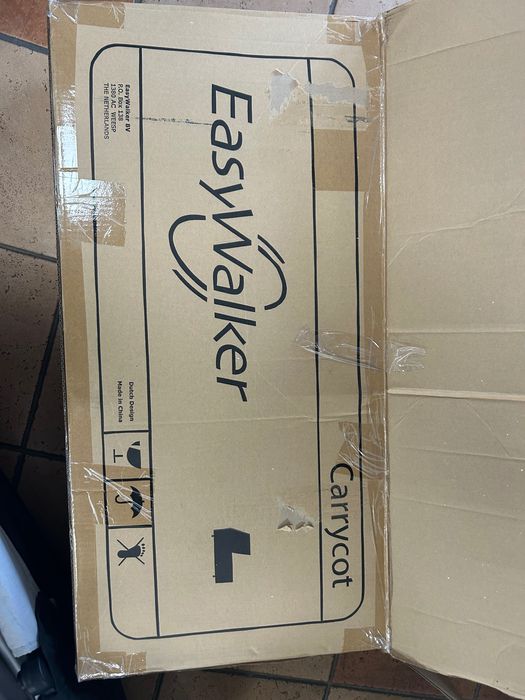 Carrycot
EasyWalker
EasyWalker BV
P.O. Box 138
1380 AC WEESP
THE NETHERLANDS
Dutch Design
Made in China